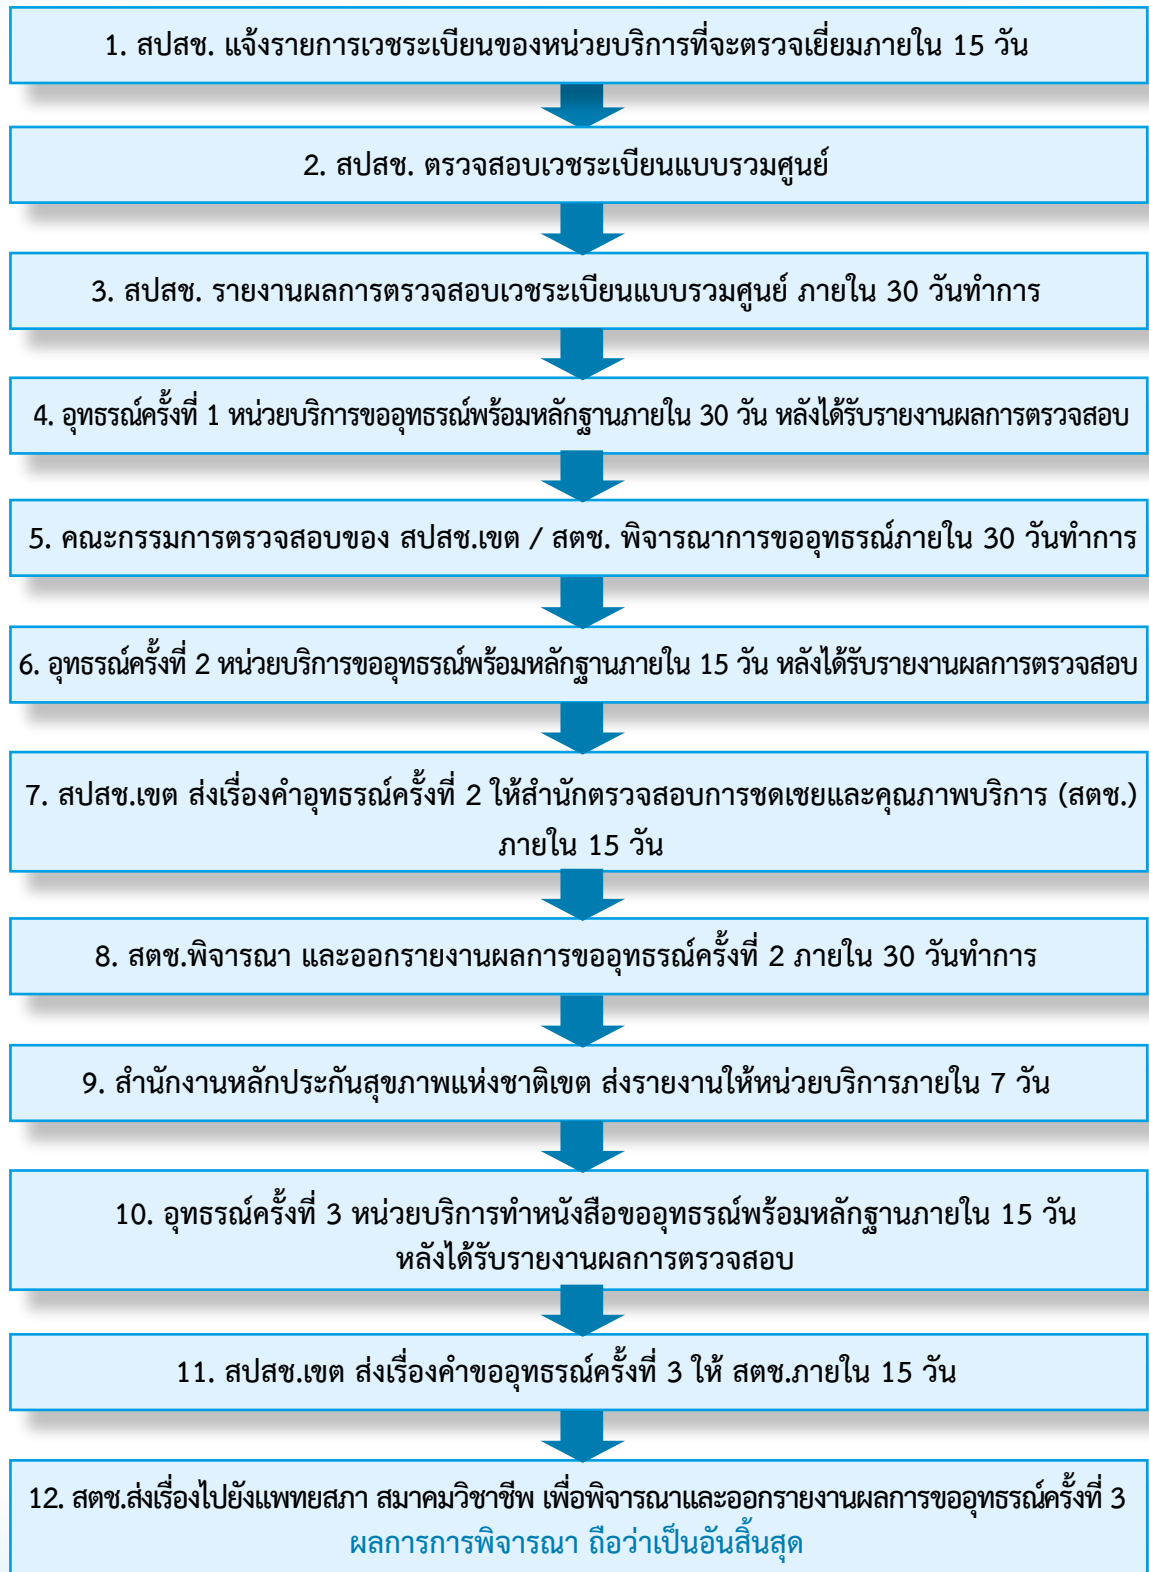 1. สปสช. แจ้งรายการเวชระเบียนของหน่วยบริการที่จะตรวจเยี่ยมภายใน 15 วัน
2. สปสช. ตรวจสอบเวชระเบียนแบบรวมศูนย์
3. สปสช. รายงานผลการตรวจสอบเวชระเบียนแบบรวมศูนย์ ภายใน 30 วันทำการ
4. อุทธรณ์ครั้งที่ 1 หน่วยบริการขออุทธรณ์พร้อมหลักฐานภายใน 30 วัน หลังได้รับรายงานผลการตรวจสอบ
5. คณะกรรมการตรวจสอบของ สปสช.เขต / สตช. พิจารณาการขออุทธรณ์ภายใน 30 วันทำการ
6. อุทธรณ์ครั้งที่ 2 หน่วยบริการขออุทธรณ์พร้อมหลักฐานภายใน 15 วัน หลังได้รับรายงานผลการตรวจสอบ
7. สปสช.เขต ส่งเรื่องคำอุทธรณ์ครั้งที่ 2 ให้สำนักตรวจสอบการชดเชยและคุณภาพบริการ (สตช.)
ภายใน 15 วัน
8. สตช.พิจารณา และออกรายงานผลการขออุทธรณ์ครั้งที่ 2 ภายใน 30 วันทำการ
9. สำนักงานหลักประกันสุขภาพแห่งชาติเขต ส่งรายงานให้หน่วยบริการภายใน 7 วัน
10. อุทธรณ์ครั้งที่ 3 หน่วยบริการทำหนังสือขออุทธรณ์พร้อมหลักฐานภายใน 15 วัน
หลังได้รับรายงานผลการตรวจสอบ
11. สปสช.เขต ส่งเรื่องคำขออุทธรณ์ครั้งที่ 3 ให้ สตช.ภายใน 15 วัน
12. สตช.ส่งเรื่องไปยังแพทยสภา สมาคมวิชาชีพ เพื่อพิจารณาและออกรายงานผลการขออุทธรณ์ครั้งที่ 3
ผลการการพิจารณา ถือว่าเป็นอันสิ้นสุด